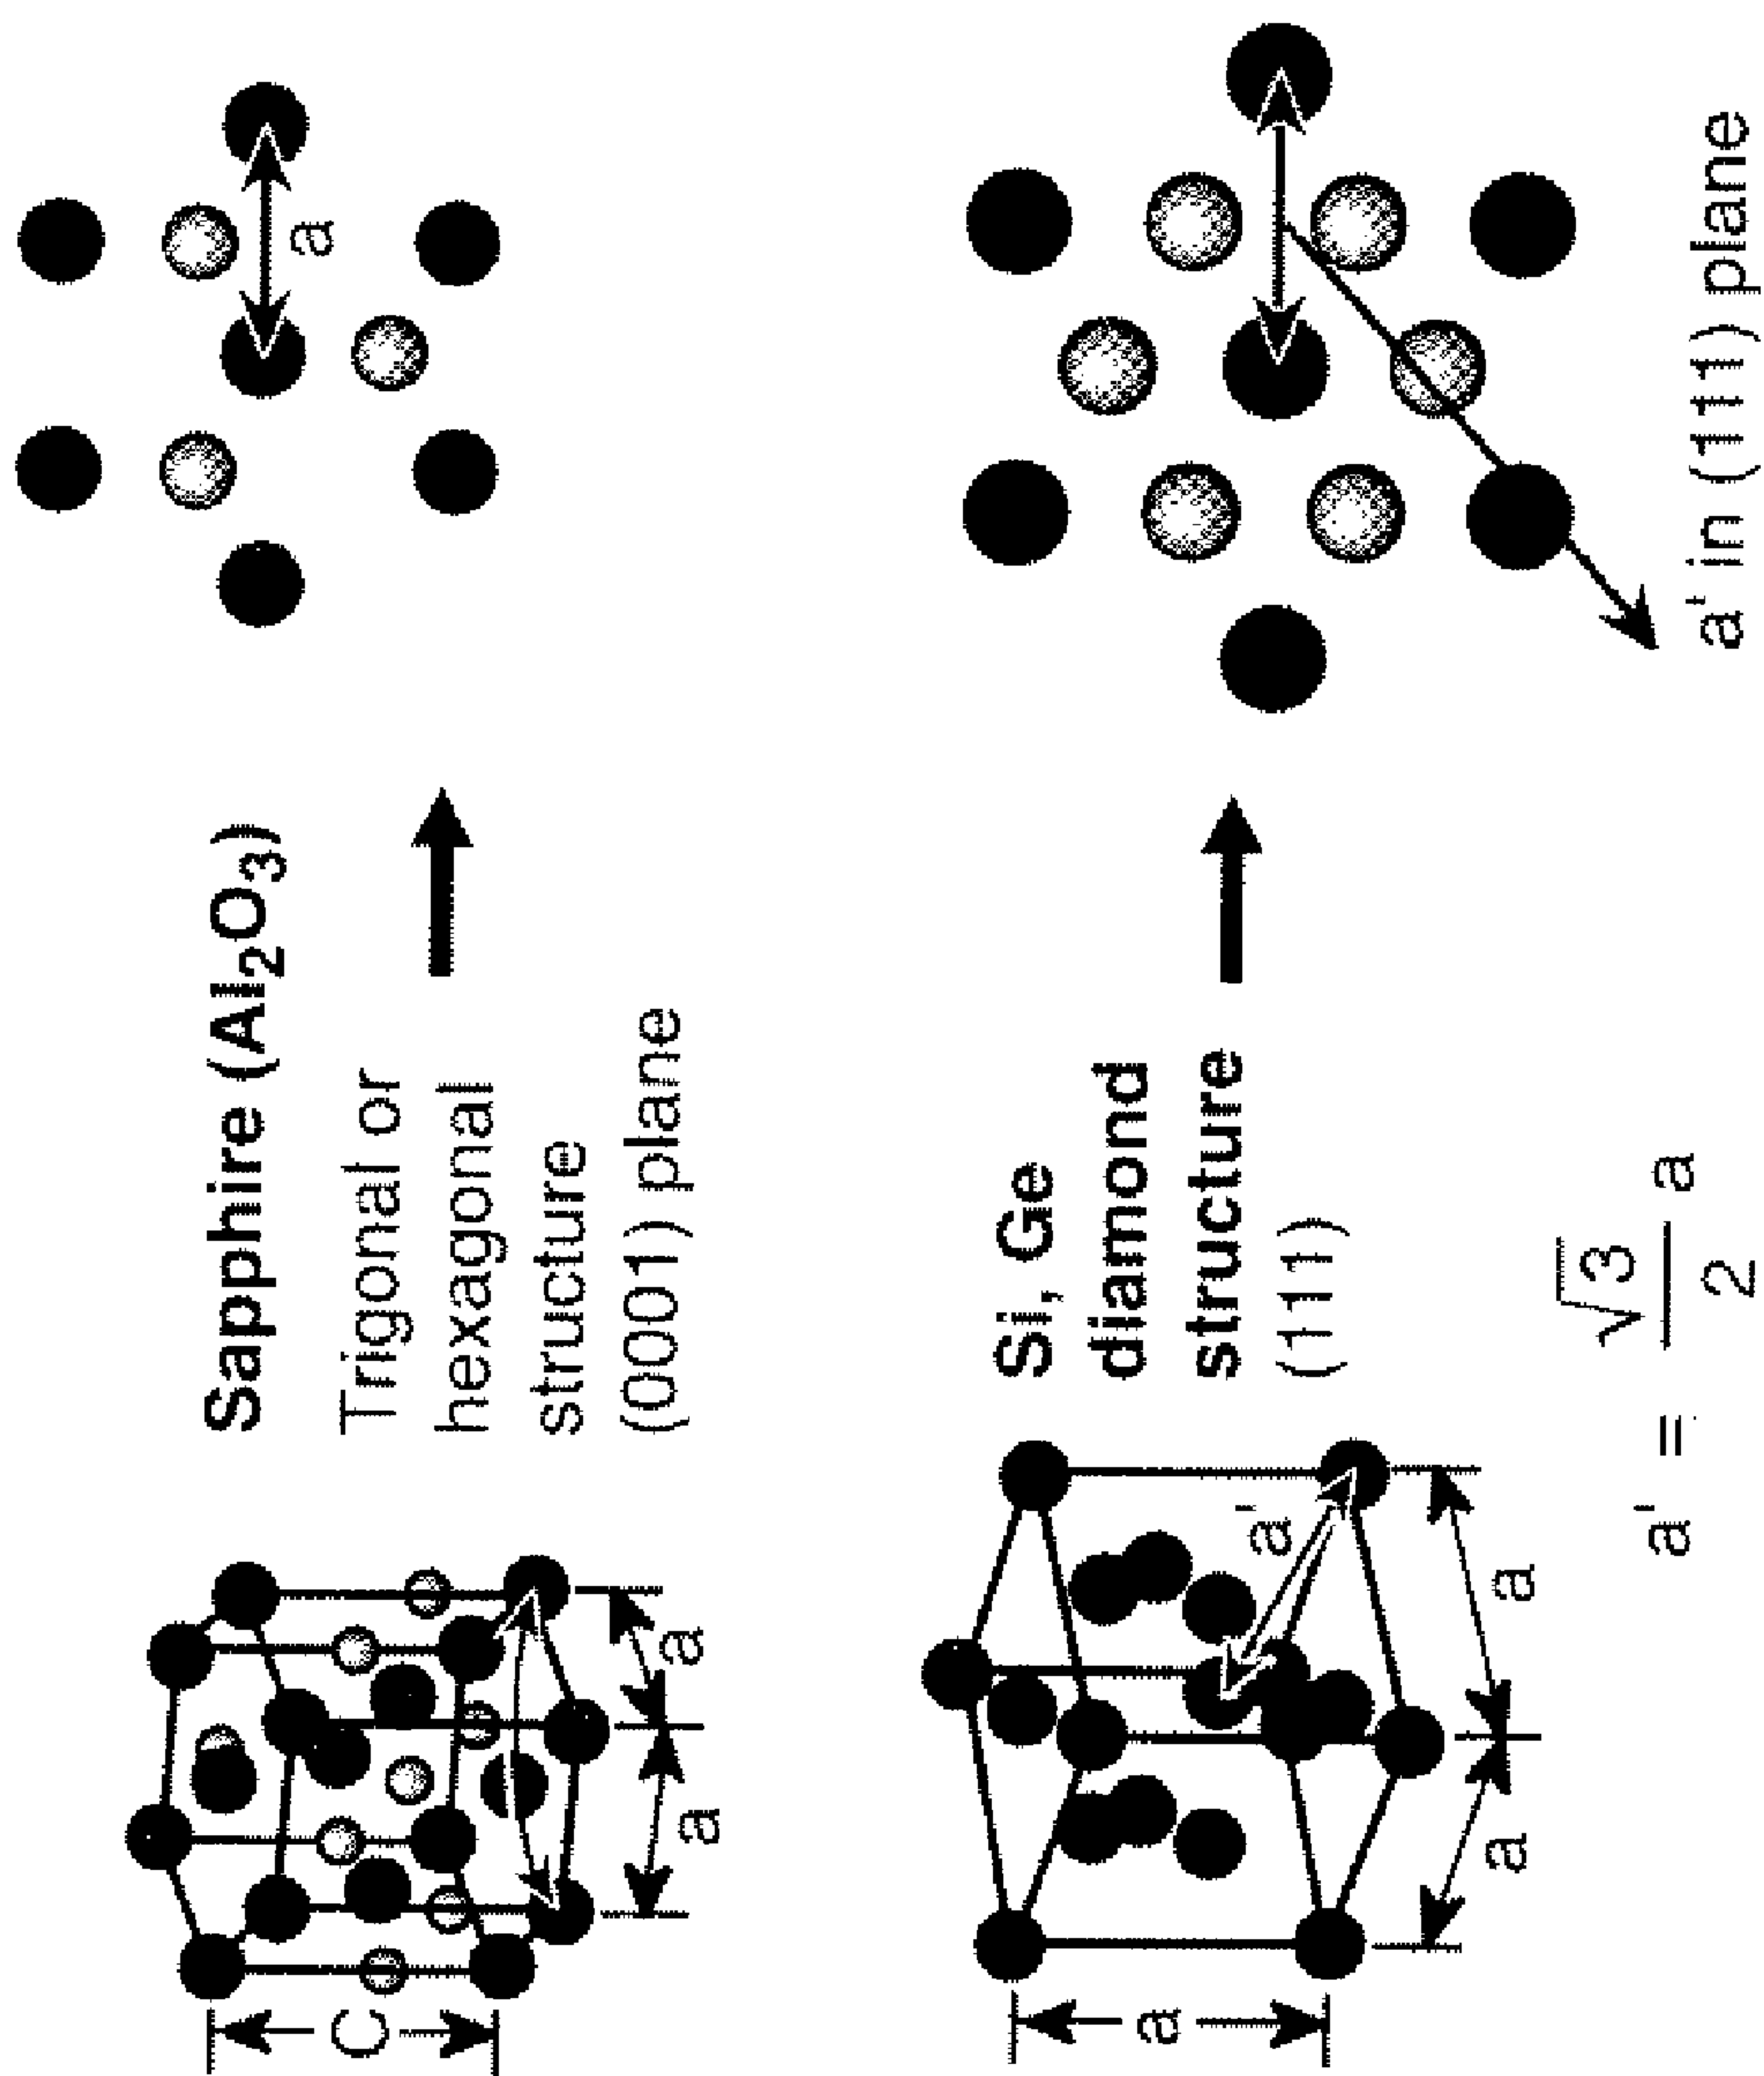 Sapphire (Al₂O₃)
Trigonal or
hexagonal
structure
(0001) plane
C
a
a
a
Si, Ge
diamond
structure
(111)
a
a
a
a'
a' = √3/2 a
a' in (111) plane